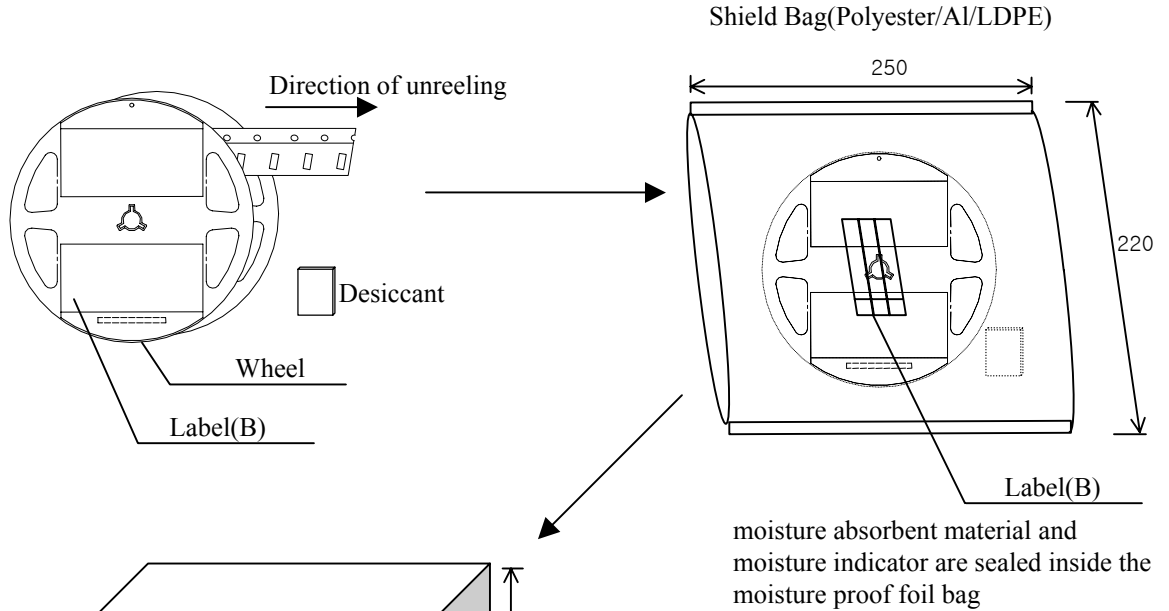 Shield Bag(Polyester/Al/LDPE)
250
Direction of unreeling
220
Desiccant
Wheel
Label(B)
Label(B)
moisture absorbent material and
moisture indicator are sealed inside the
moisture proof foil bag